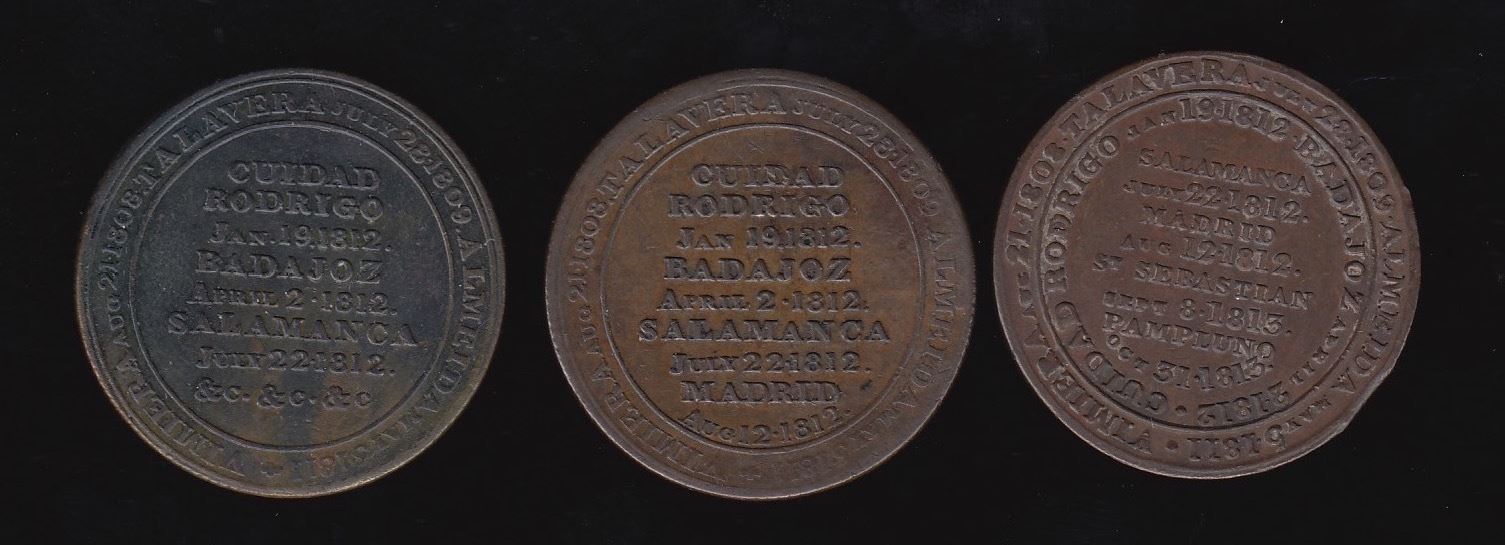 VIMIERA AUG 21·1808·TALAVERA JULY 28·1809·ALMEIDA MAY 5·1811
CUIDAD
RODRIGO
JAN. 19.1812.
BADAJOZ
APRIL 2·1812.
SALAMANCA
JULY 22·1812.
&C. &C. &C
VIMIERA AUG 21·1808·TALAVERA JULY 28·1809·ALMEIDA MAY 5·1811
CUIDAD
RODRIGO
JAN 19.1812.
BADAJOZ
APRIL 2·1812.
SALAMANCA
JULY 22·1812.
MADRID
AUG 12·1812.
VIMIERA AUG 21·1808·TALAVERA JULY 28·1809·ALMEIDA MAY 5·1811·
CUIDAD RODRIGO JAN 19·1812·BADAJOZ APRIL 2·1812·
SALAMANCA
JULY 22·1812.
MADRID
AUG 12·1812.
ST SEBASTIAN
SEPT 8·1813.
PAMPLUNO
OCT 31·1813.